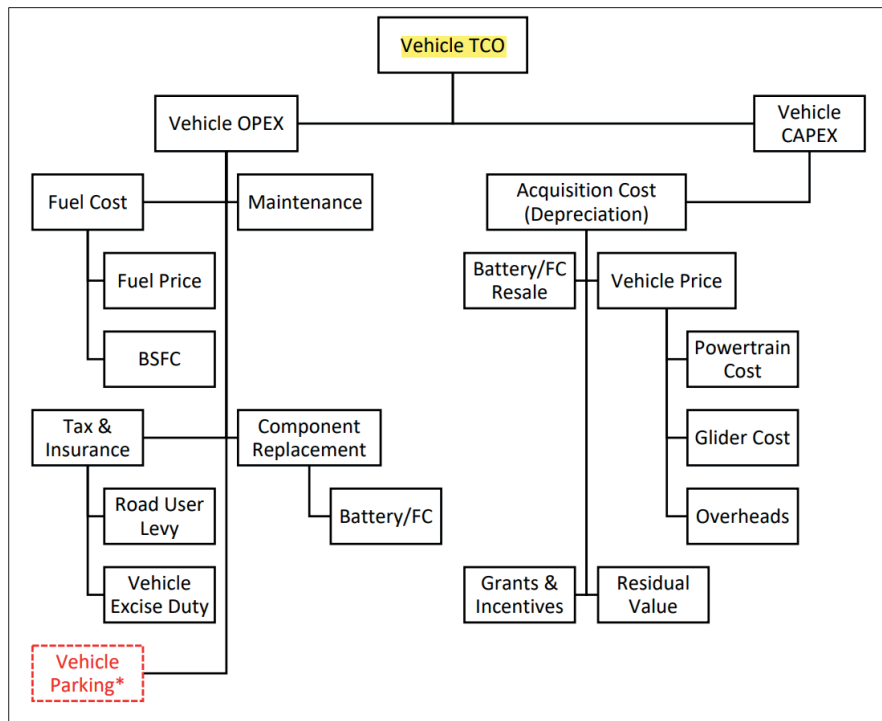 Vehicle TCO
Vehicle OPEX
Vehicle
CAPEX
Fuel Cost
Maintenance
Acquisition Cost
(Depreciation)
Fuel Price
Battery/FC
Resale
Vehicle Price
BSFC
Powertrain
Cost
Tax &
Insurance
Component
Replacement
Glider Cost
Road User
Levy
Battery/FC
Overheads
Vehicle
Excise Duty
Grants &
Incentives
Residual
Value
Vehicle
Parking*